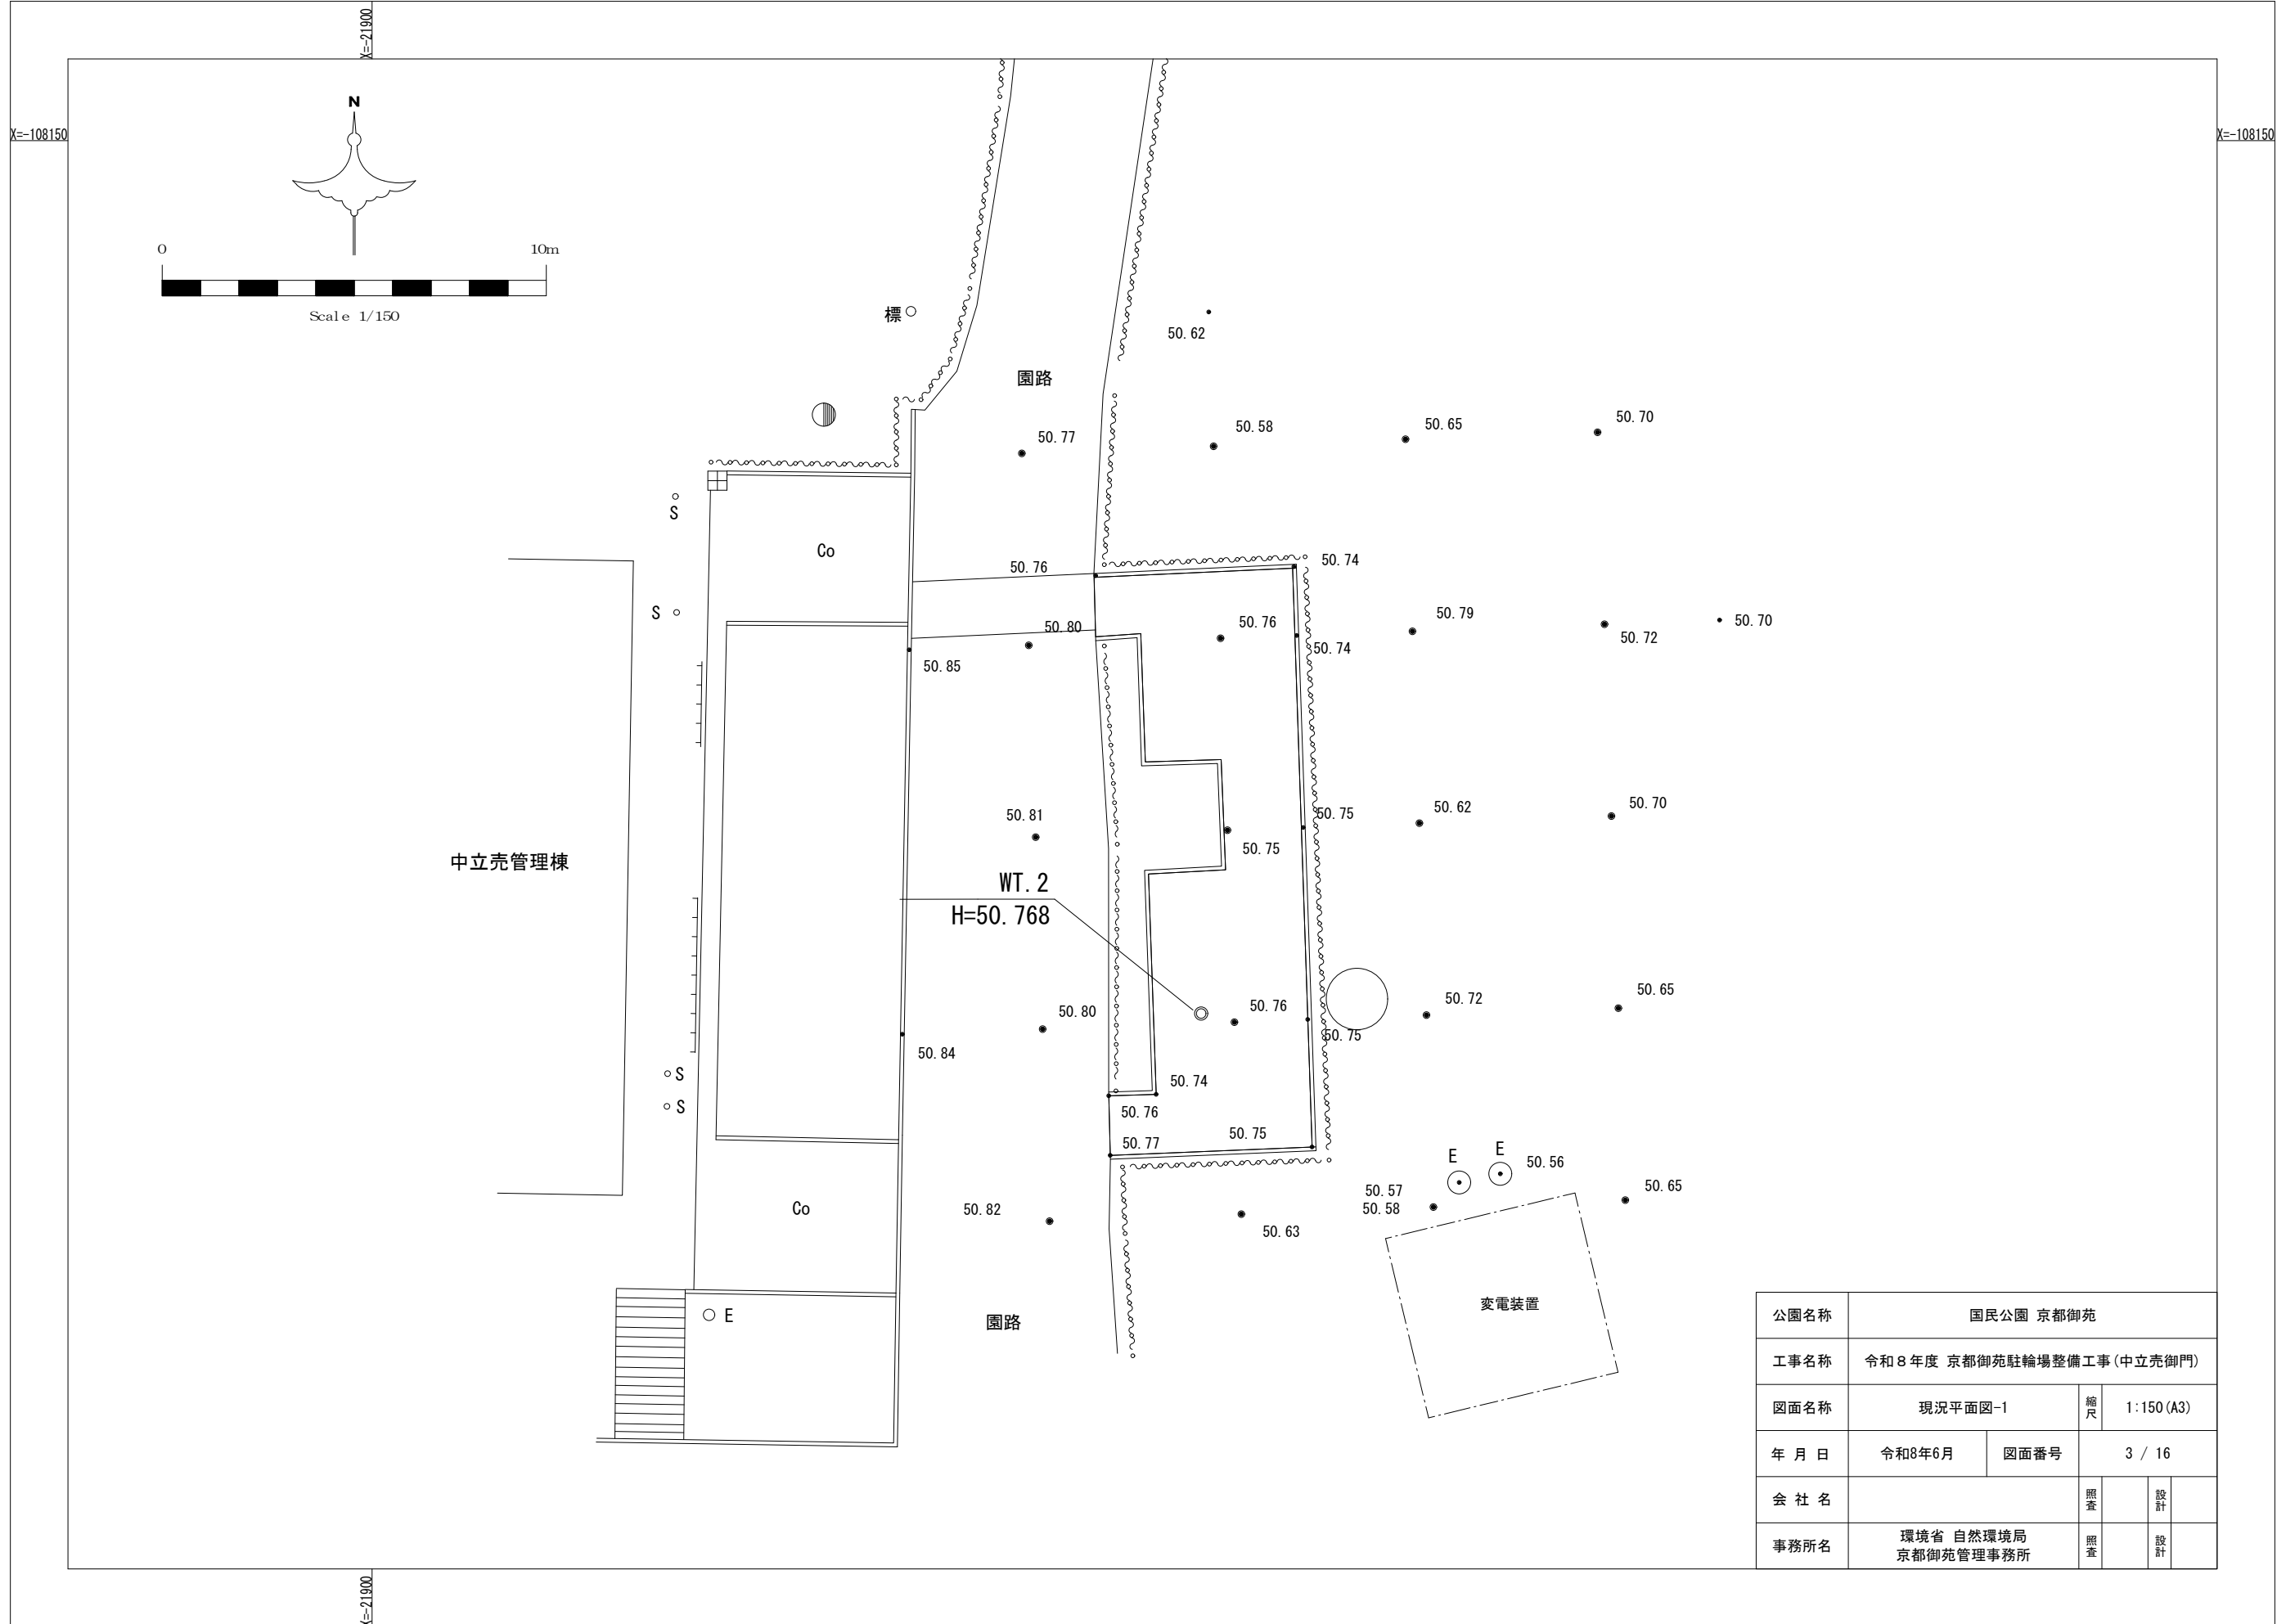 X=-21900
X=-108150
X=-108150
N
0 10m
Scale 1/150
標
50.62
園路
50.77
50.58
50.65
50.70
S
Co
50.76
50.74
S
50.80
50.76
50.79
50.72
50.70
50.85
50.74
50.81
50.75
50.62
50.70
50.75
中立売管理棟
WT.2
H=50.768
50.80
50.76
50.72
50.65
50.75
50.84
S
50.74
S
50.76
50.77
50.75
E
E
50.56
50.57
50.58
50.65
Co
50.82
50.63
変電装置
E
園路
公園名称 国民公園 京都御苑
工事名称 令和8年度 京都御苑駐輪場整備工事(中立売御門)
図面名称 現況平面図-1 縮尺 1:150(A3)
年 月 日 令和8年6月 図面番号 3 / 16
会 社 名 照査 設計
事務所名 環境省 自然環境局 照査 設計
京都御苑管理事務所
X=-21900